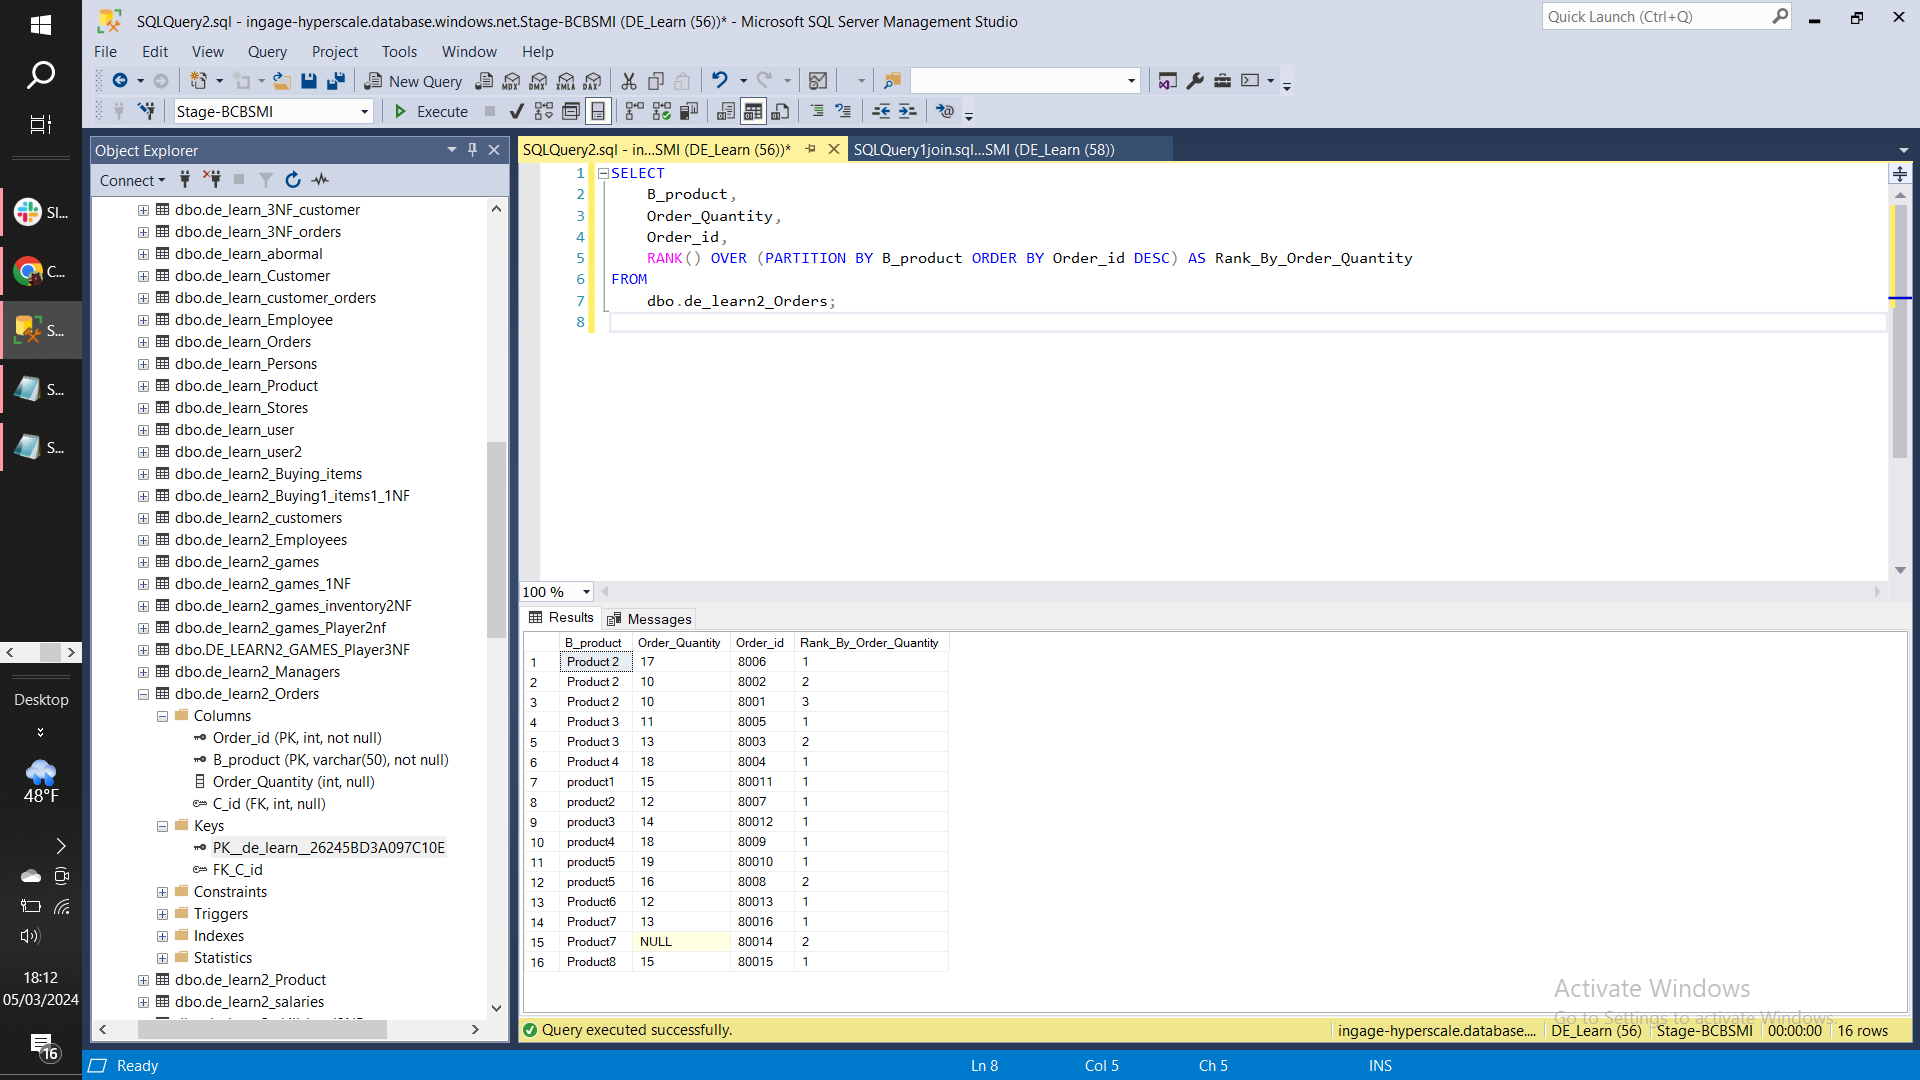 SQLQuery2.sql - ingage-hyperscale.database.windows.net.Stage-BCBSMI (DE_Learn (56))* - Microsoft SQL Server Management Studio
Quick Launch (Ctrl+Q)
File Edit View Query Project Tools Window Help
New Query MDX DMX XMLA DAX
Stage-BCBSMI Execute
Object Explorer
Connect
dbo.de_learn_3NF_customer
dbo.de_learn_3NF_orders
dbo.de_learn_abormal
dbo.de_learn_Customer
dbo.de_learn_customer_orders
dbo.de_learn_Employee
dbo.de_learn_Orders
dbo.de_learn_Persons
dbo.de_learn_Product
dbo.de_learn_Stores
dbo.de_learn_user
dbo.de_learn_user2
dbo.de_learn2_Buying_items
dbo.de_learn2_Buying1_items1_1NF
dbo.de_learn2_customers
dbo.de_learn2_Employees
dbo.de_learn2_games
dbo.de_learn2_games_1NF
dbo.de_learn2_games_inventory2NF
dbo.de_learn2_games_Player2nf
dbo.DE_LEARN2_GAMES_Player3NF
dbo.de_learn2_Managers
dbo.de_learn2_Orders
Columns
Order_id (PK, int, not null)
B_product (PK, varchar(50), not null)
Order_Quantity (int, null)
C_id (FK, int, null)
Keys
PK__de_learn__26245BD3A097C10E
FK_C_id
Constraints
Triggers
Indexes
Statistics
dbo.de_learn2_Product
dbo.de_learn2_salaries
SQLQuery2.sql - in...SMI (DE_Learn (56))* SQLQuery1join.sql...SMI (DE_Learn (58))
1 SELECT
2 B_product,
3 Order_Quantity,
4 Order_id,
5 RANK() OVER (PARTITION BY B_product ORDER BY Order_id DESC) AS Rank_By_Order_Quantity
6 FROM
7 dbo.de_learn2_Orders;
8
100 %
Results Messages
B_product Order_Quantity Order_id Rank_By_Order_Quantity
1 Product 2 17 8006 1
2 Product 2 10 8002 2
3 Product 2 10 8001 3
4 Product 3 11 8005 1
5 Product 3 13 8003 2
6 Product 4 18 8004 1
7 product1 15 80011 1
8 product2 12 8007 1
9 product3 14 80012 1
10 product4 18 8009 1
11 product5 19 80010 1
12 product5 16 8008 2
13 Product6 12 80013 1
14 Product7 13 80016 1
15 Product7 NULL 80014 2
16 Product8 15 80015 1
Activate Windows
Go to Settings to activate Windows.
Query executed successfully. ingage-hyperscale.database.... DE_Learn (56) Stage-BCBSMI 00:00:00 16 rows
Ready Ln 8 Col 5 Ch 5 INS
Sl...
C...
S...
S...
S...
Desktop
48°F
18:12
05/03/2024
16